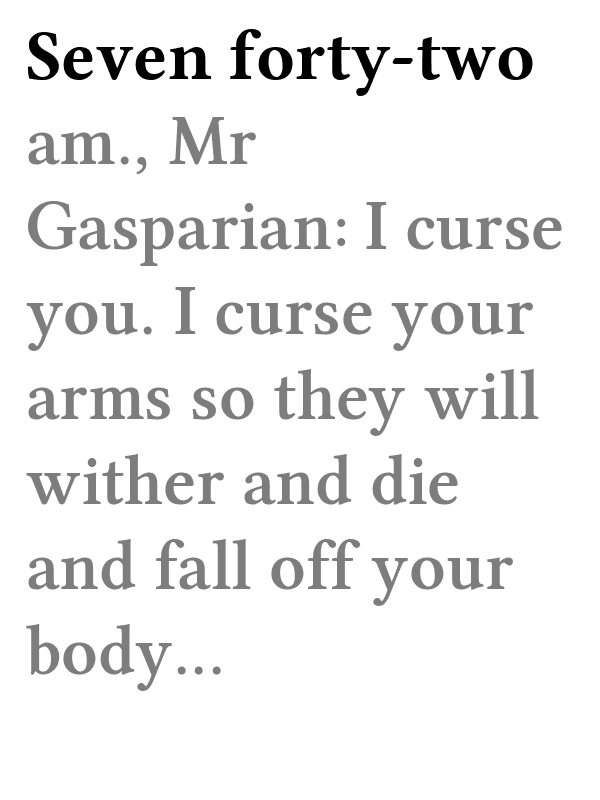 Seven forty-two
am., Mr
Gasparian: I curse
you. I curse your
arms so they will
wither and die
and fall off your
body...